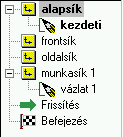 alapsík
kezdeti
frontsík
oldalsík
munkasík 1
vázlat 1
Frissítés
Befejezés